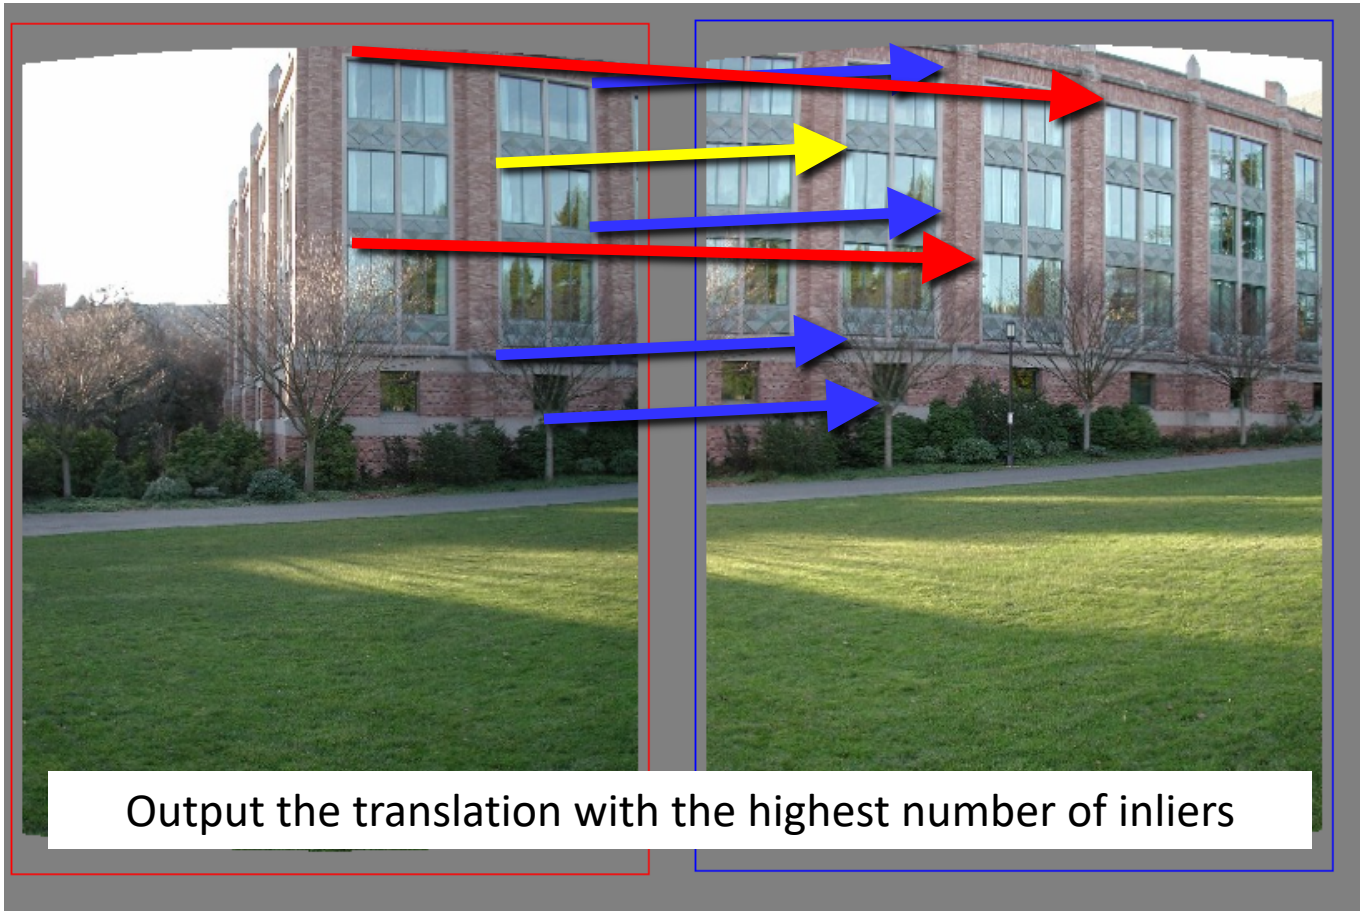 Output the translation with the highest number of inliers